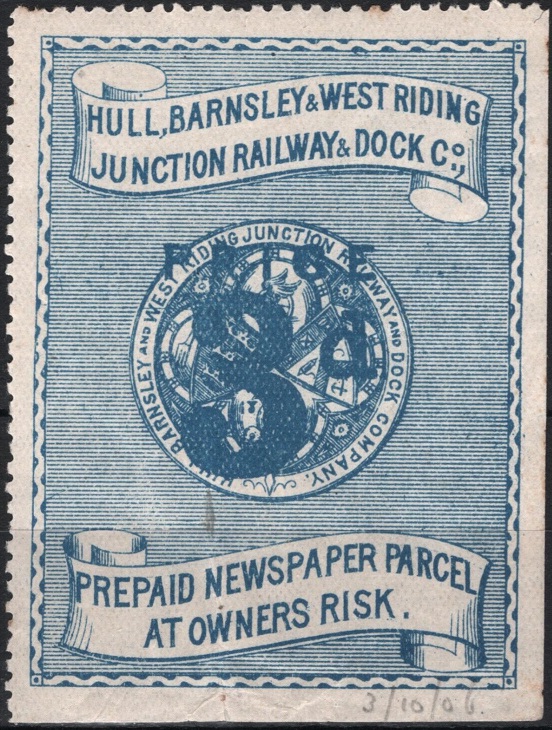 HULL, BARNSLEY & WEST RIDING
JUNCTION RAILWAY & DOCK Co.,
HULL BARNSLEY AND WEST RIDING JUNCTION RAILWAY AND DOCK COMPANY.
PRICE
d
PREPAID NEWSPAPER PARCEL
AT OWNERS RISK.
3/10/06.